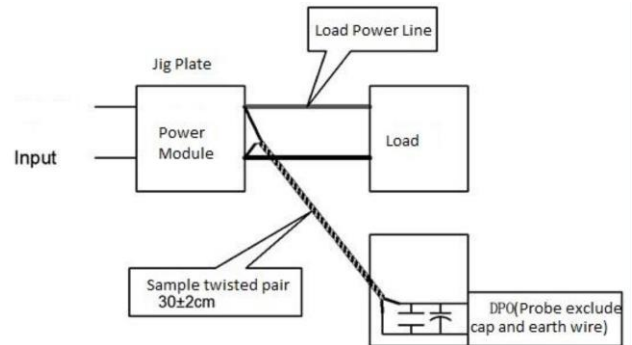 Load Power Line
Jig Plate
Power
Module
Load
Input
Sample twisted pair
30±2cm
DPO(Probe exclude
cap and earth wire)